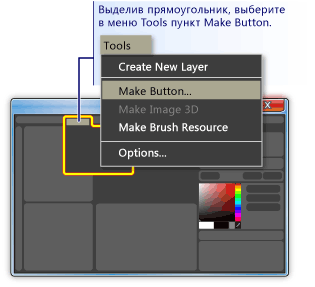 Выделив прямоугольник, выберите
в меню Tools пункт Make Button.
Tools
Create New Layer
Make Button...
Make Image 3D
Make Brush Resource
Options...
X